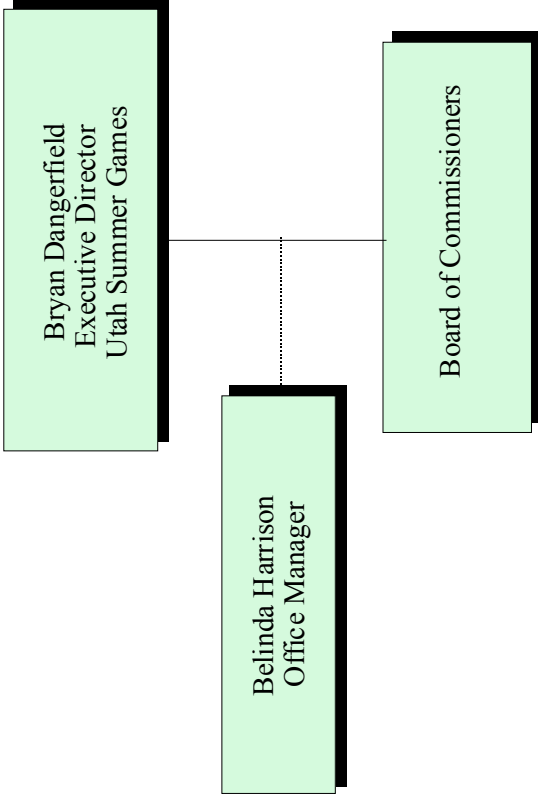 Bryan Dangerfield
Executive Director
Utah Summer Games
Belinda Harrison
Office Manager
Board of Commissioners